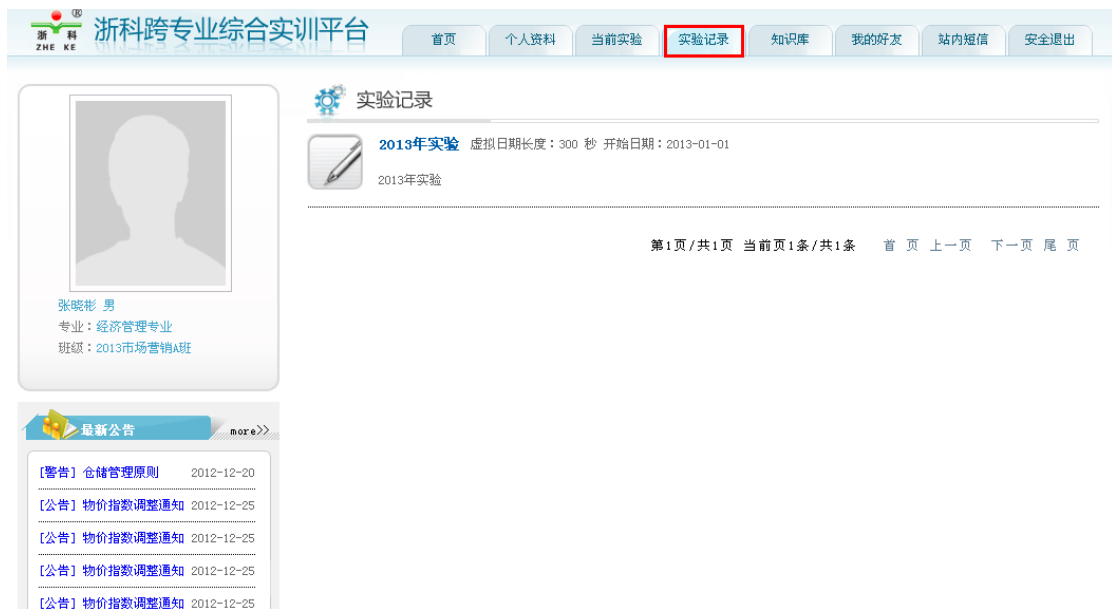 ®
浙 科
ZHE KE
浙科跨专业综合实训平台
首页 个人资料 当前实验 实验记录 知识库 我的好友 站内短信 安全退出
实验记录
2013年实验 虚拟日期长度：300 秒 开始日期：2013-01-01
2013年实验
第1页/共1页 当前页1条/共1条 首 页 上一页 下一页 尾 页
张晓彬 男
专业：经济管理专业
班级：2013市场营销A班
最新公告 more>>
[警告] 仓储管理原则 2012-12-20
[公告] 物价指数调整通知 2012-12-25
[公告] 物价指数调整通知 2012-12-25
[公告] 物价指数调整通知 2012-12-25
[公告] 物价指数调整通知 2012-12-25